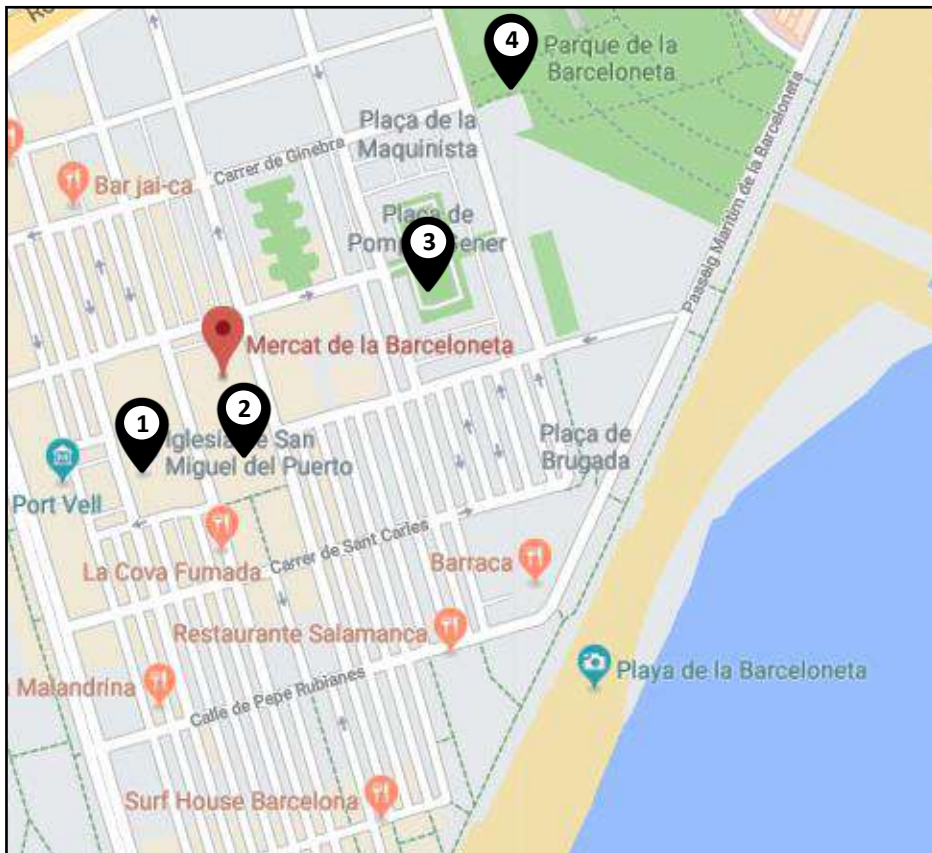 4
Parque de la
Barceloneta
Plaça de la
Maquinista
Carrer de Ginebra
Bar jai-ca
Passeig Marítim de la Barceloneta
Plaça de
3
Mercat de la Barceloneta
1
2
Iglesia de San
Miguel del Puerto
Plaça de
Brugada
Port Vell
Carrer de Sant Carles
La Cova Fumada
Barraca
Restaurante Salamanca
Playa de la Barceloneta
Malandrina
Calle de Pepe Rubianes
Surf House Barcelona